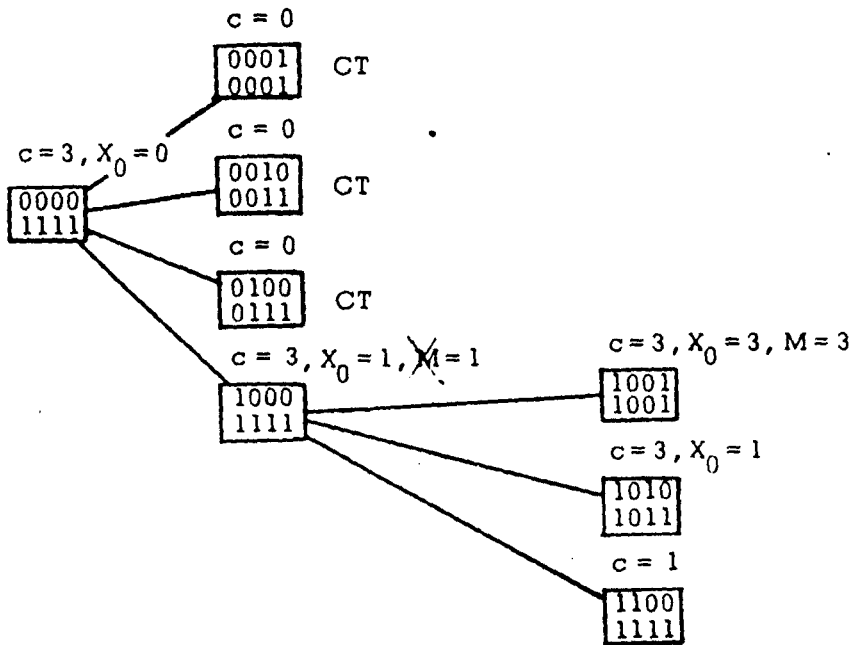 c = 0
0001
0001
CT
c = 3, X₀ = 0
0000
1111
c = 0
0010
0011
CT
c = 0
0100
0111
CT
c = 3, X₀ = 1, M = 1
1000
1111
c = 3, X₀ = 3, M = 3
1001
1001
c = 3, X₀ = 1
1010
1011
c = 1
1100
1111